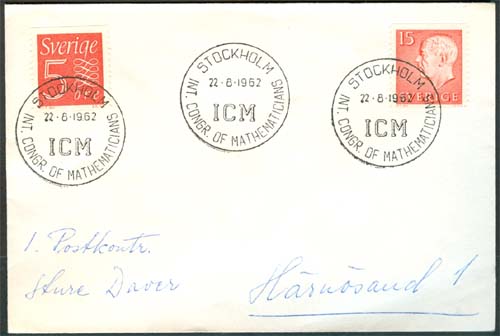 Sverige
5
STOCKHOLM
22·8·1962
ICM
INT. CONGR. OF MATHEMATICIANS
STOCKHOLM
22·8·1962
ICM
INT. CONGR. OF MATHEMATICIANS
15
SVERIGE
STOCKHOLM
22·8·1962
ICM
INT. CONGR. OF MATHEMATICIANS
1. Postkontr.
Sture Daver
Härnösand 1